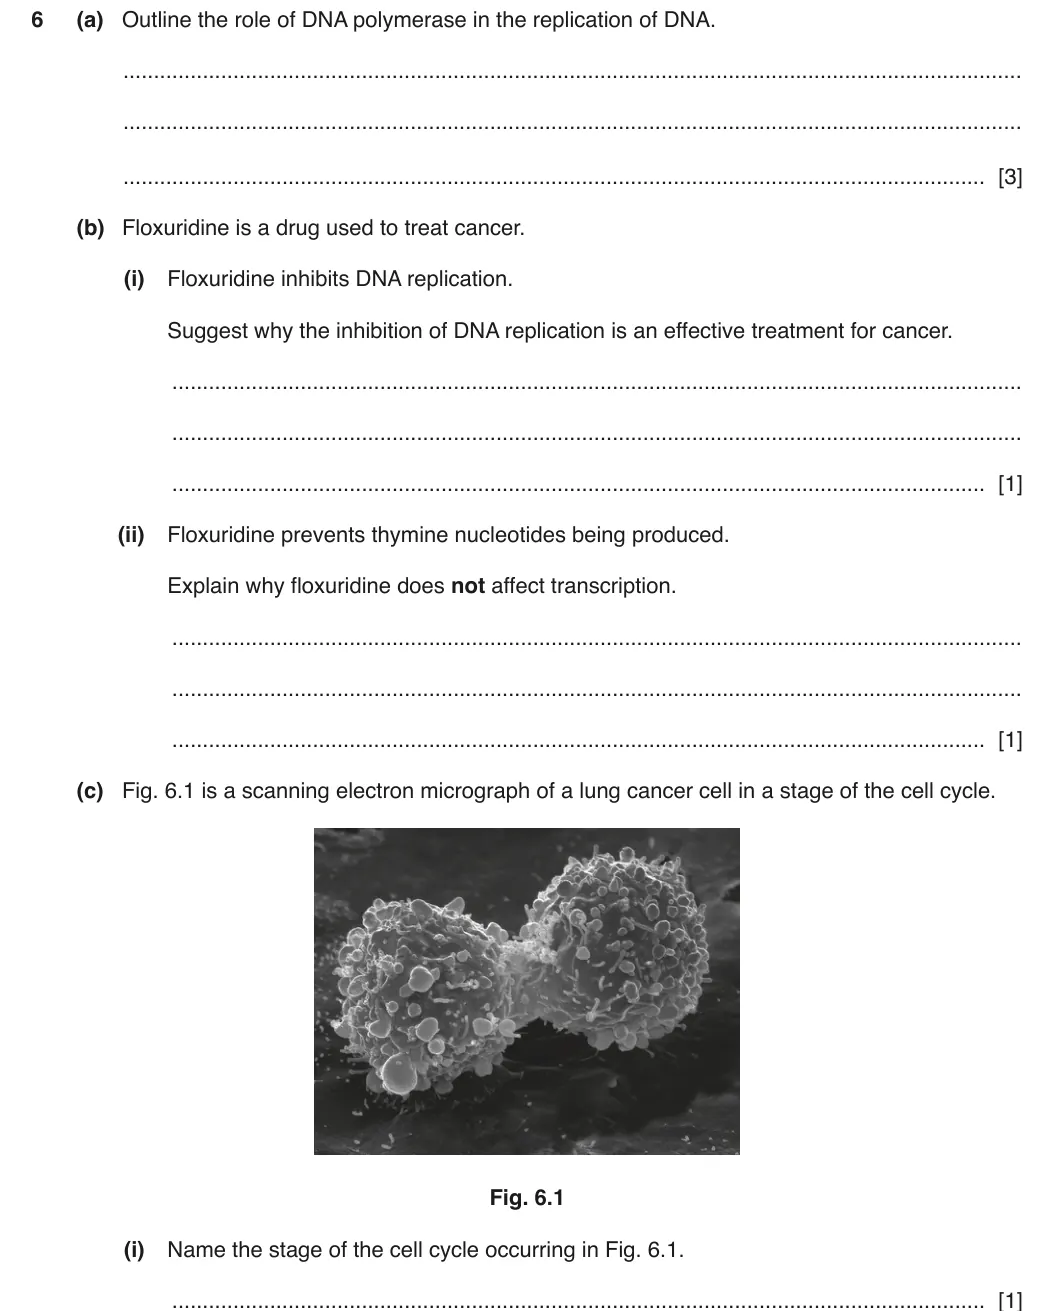 6 (a) Outline the role of DNA polymerase in the replication of DNA.
[3]
(b) Floxuridine is a drug used to treat cancer.
(i) Floxuridine inhibits DNA replication.
Suggest why the inhibition of DNA replication is an effective treatment for cancer.
[1]
(ii) Floxuridine prevents thymine nucleotides being produced.
Explain why floxuridine does not affect transcription.
[1]
(c) Fig. 6.1 is a scanning electron micrograph of a lung cancer cell in a stage of the cell cycle.
Fig. 6.1
(i) Name the stage of the cell cycle occurring in Fig. 6.1.
[1]